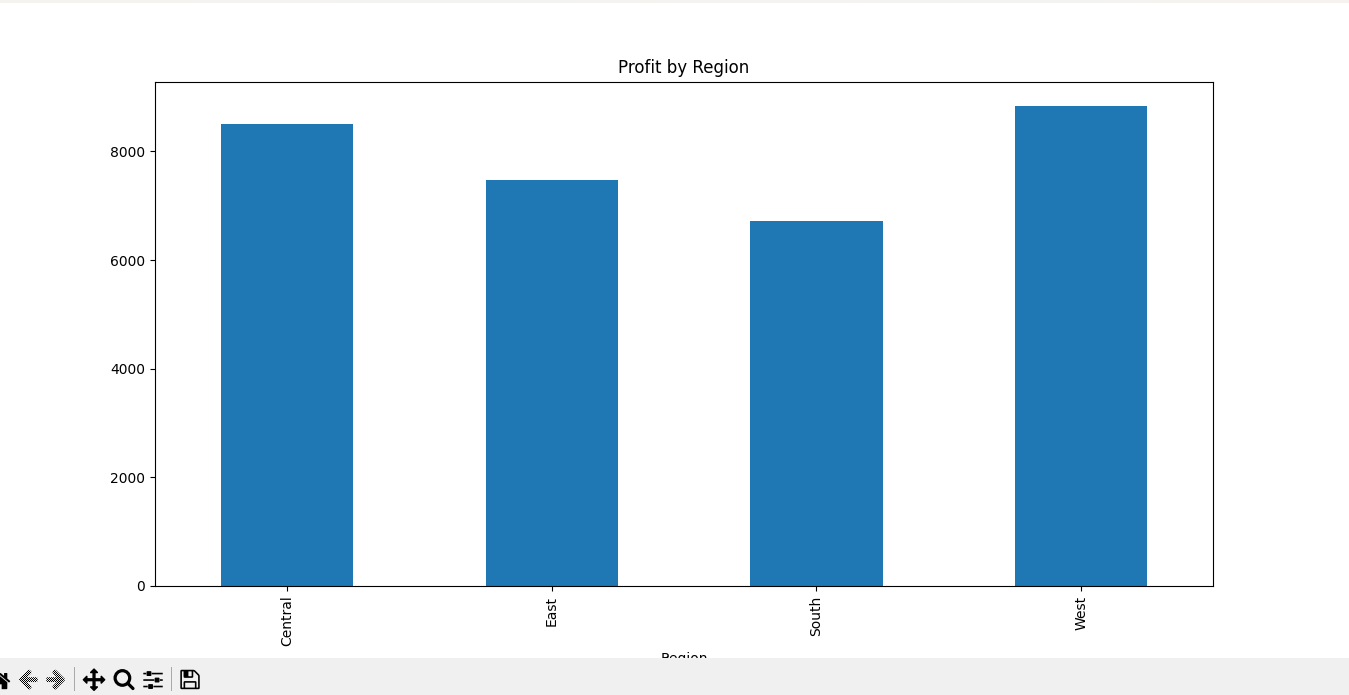 Profit by Region
8000
6000
4000
2000
0
Central
East
South
West
Region